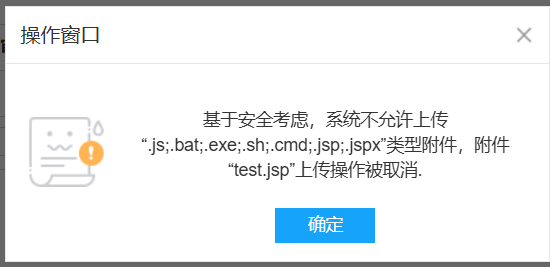 操作窗口
基于安全考虑，系统不允许上传
“.js;.bat;.exe;.sh;.cmd;.jsp;.jspx”类型附件，附件
“test.jsp”上传操作被取消.
确定